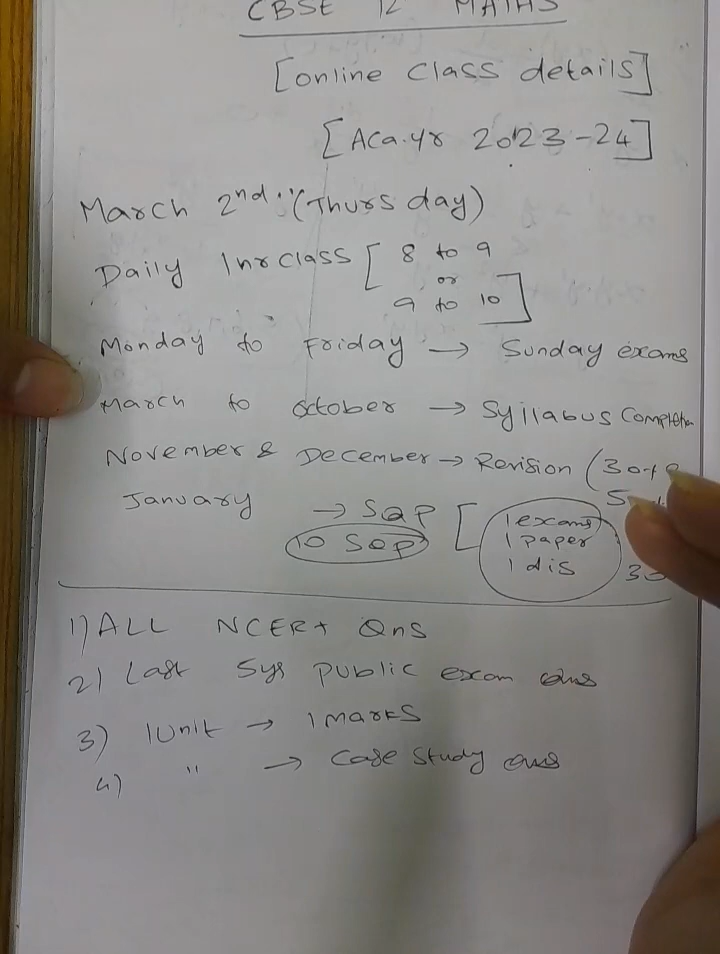 CBSE 12 MATHS
[online Class details]
[Aca.yr 2023-24]
March 2nd. (Thursday)
Daily 1hr class [ 8 to 9
or
9 to 10 ]
Monday to Friday → Sunday exams
March to October → Syllabus
November & December → Revision (30
January → SQP [ 1 exams
10 SQP 1 paper
1 dis 30
1) ALL NCERT Qns
2) Last 5yr public exam Qns
3) 1 Unit → 1 Marks
4) " → Case Study Qns